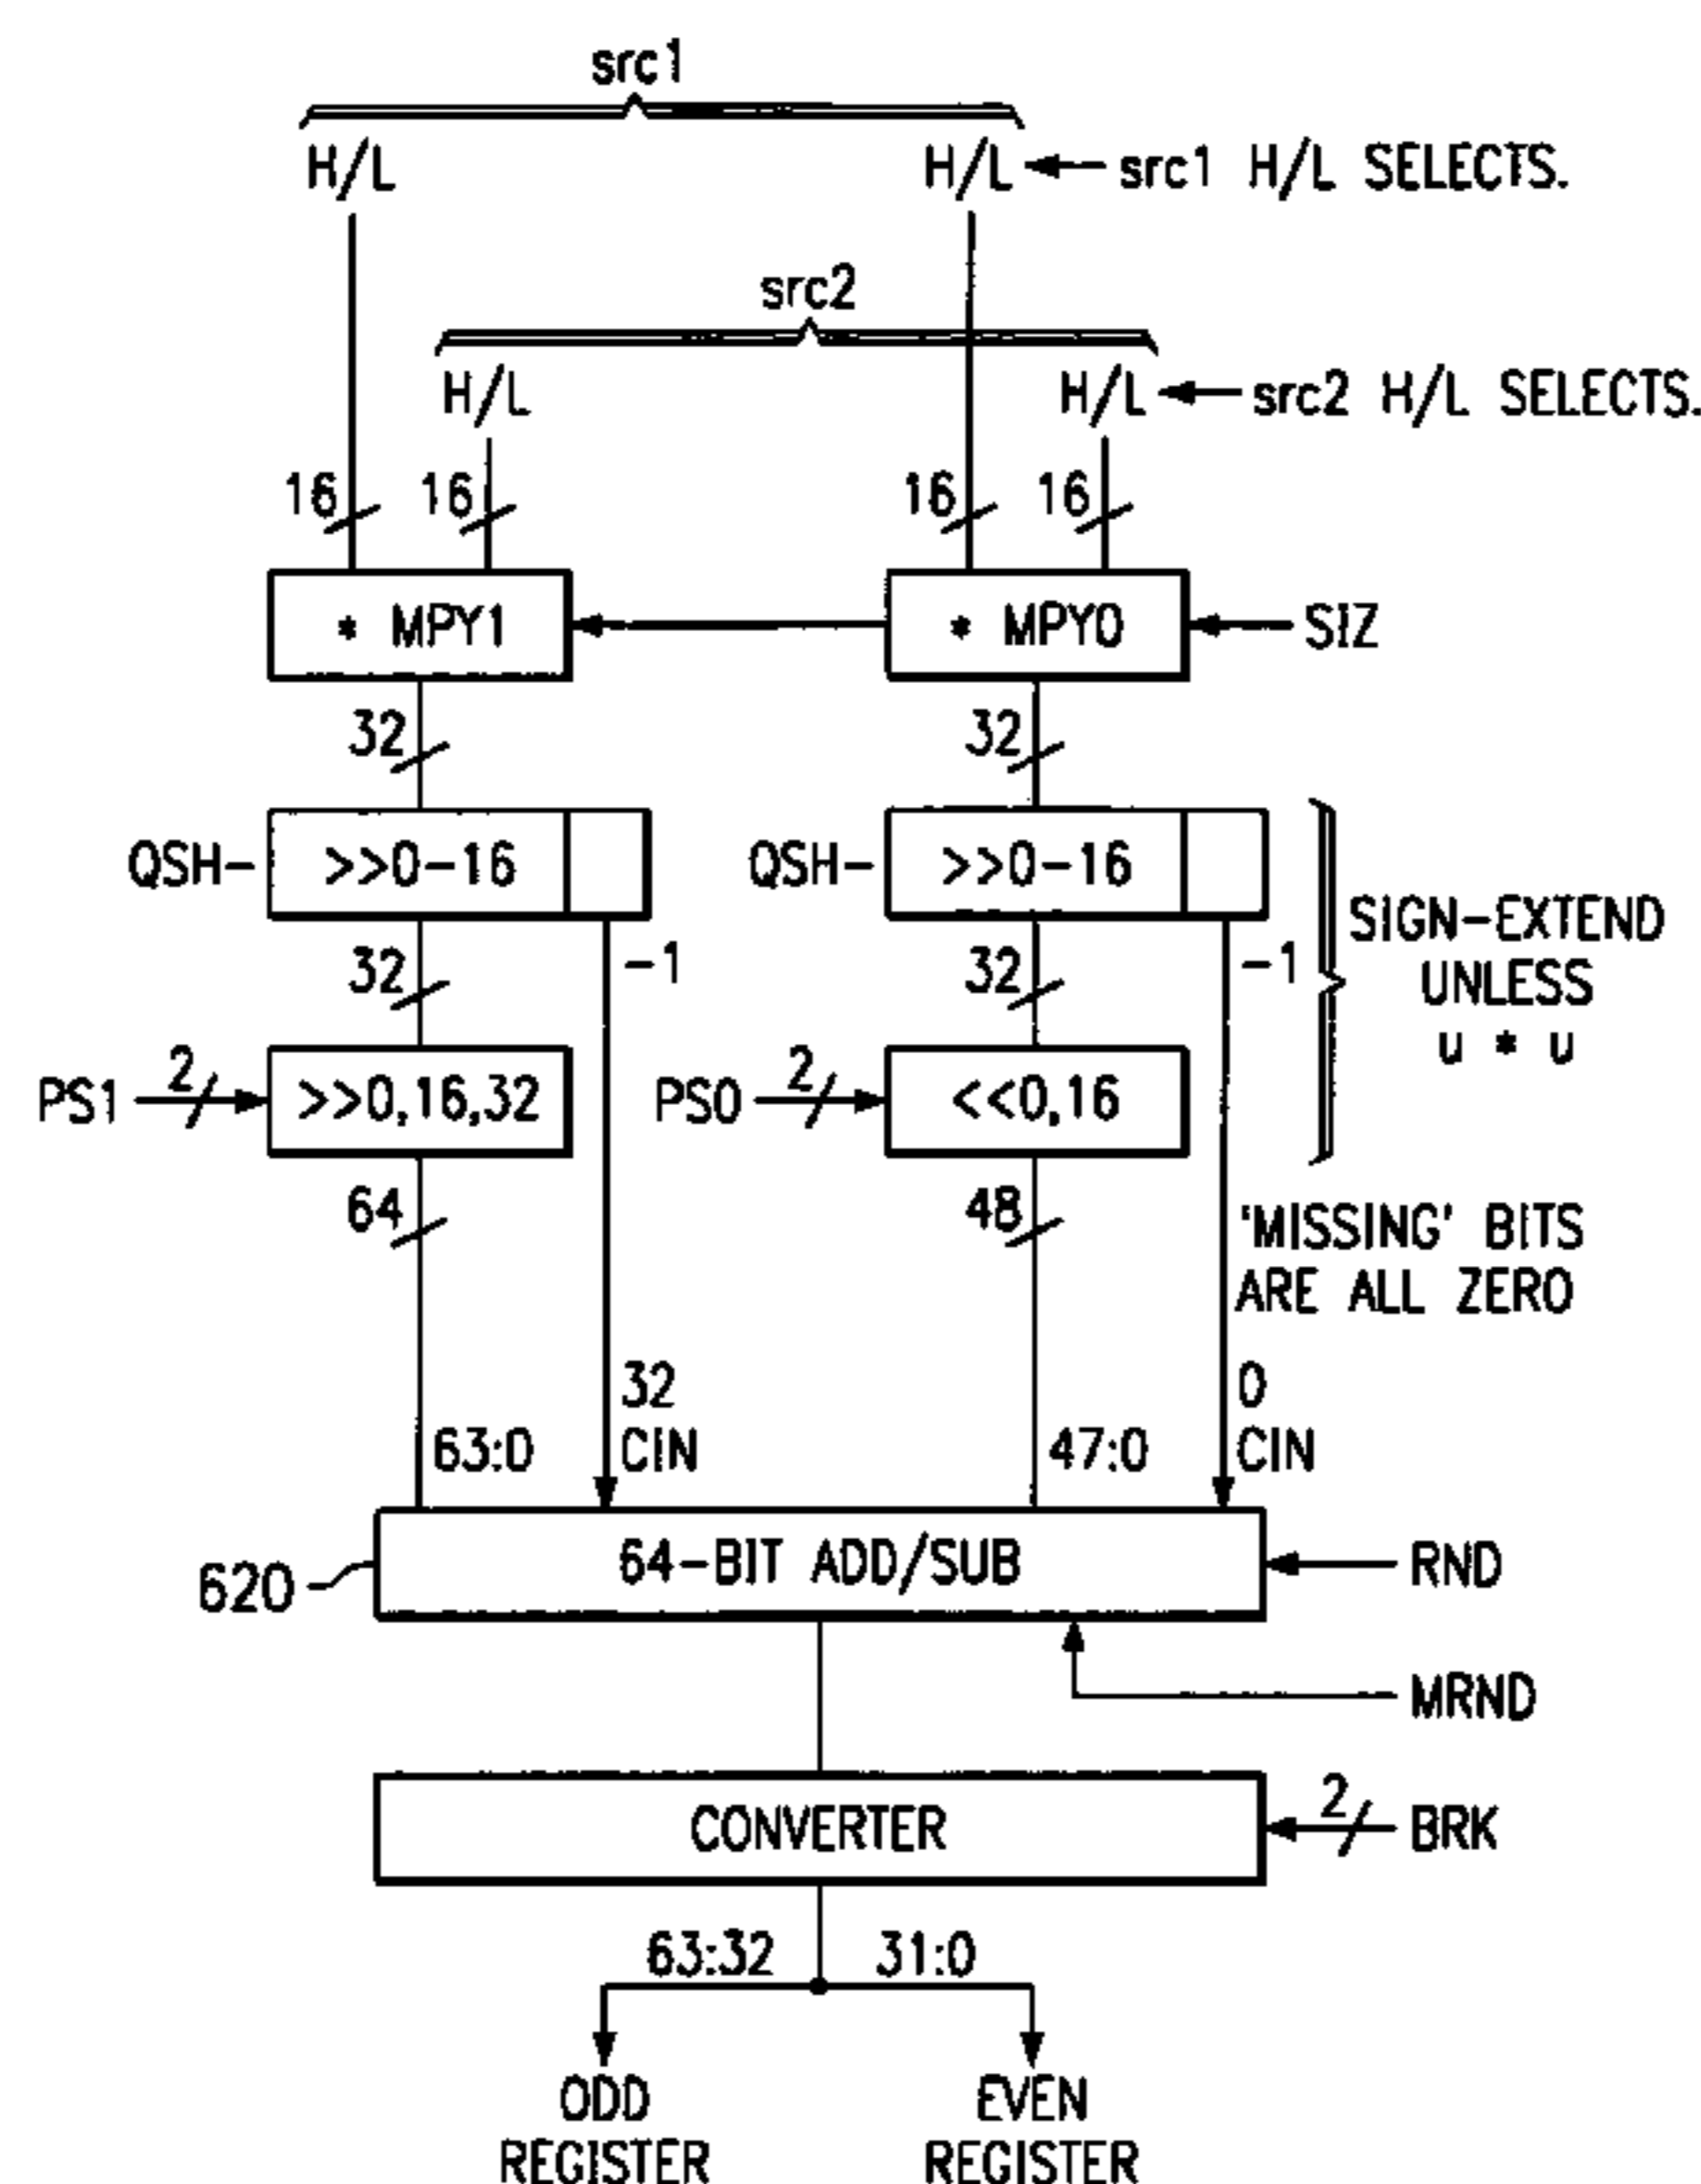 src1
H/L H/L src1 H/L SELECTS.
src2
H/L H/L src2 H/L SELECTS.
16 16 16 16
* MPY1 * MPY0 SIZ
32 32
QSH- >>0-16 QSH- >>0-16
SIGN-EXTEND
UNLESS
u * u
32 -1 32 -1
PS1 2 >>0,16,32 PS0 2 <<0,16
64 48
'MISSING' BITS
ARE ALL ZERO
32 0
63:0 CIN 47:0 CIN
620 64-BIT ADD/SUB RND
MRND
CONVERTER 2 BRK
63:32 31:0
ODD EVEN
REGISTER REGISTER